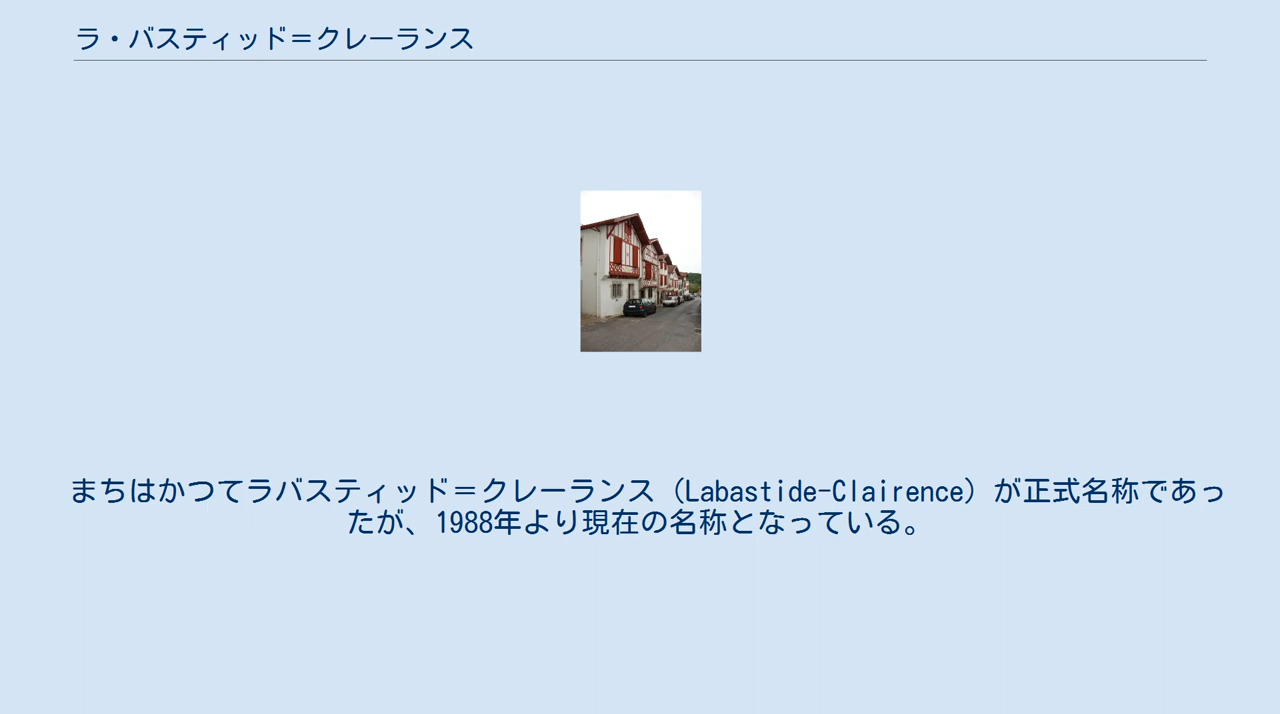 ラ・バスティッド＝クレーランス
まちはかつてラバスティッド＝クレーランス（Labastide-Clairence）が正式名称であっ
たが、1988年より現在の名称となっている。